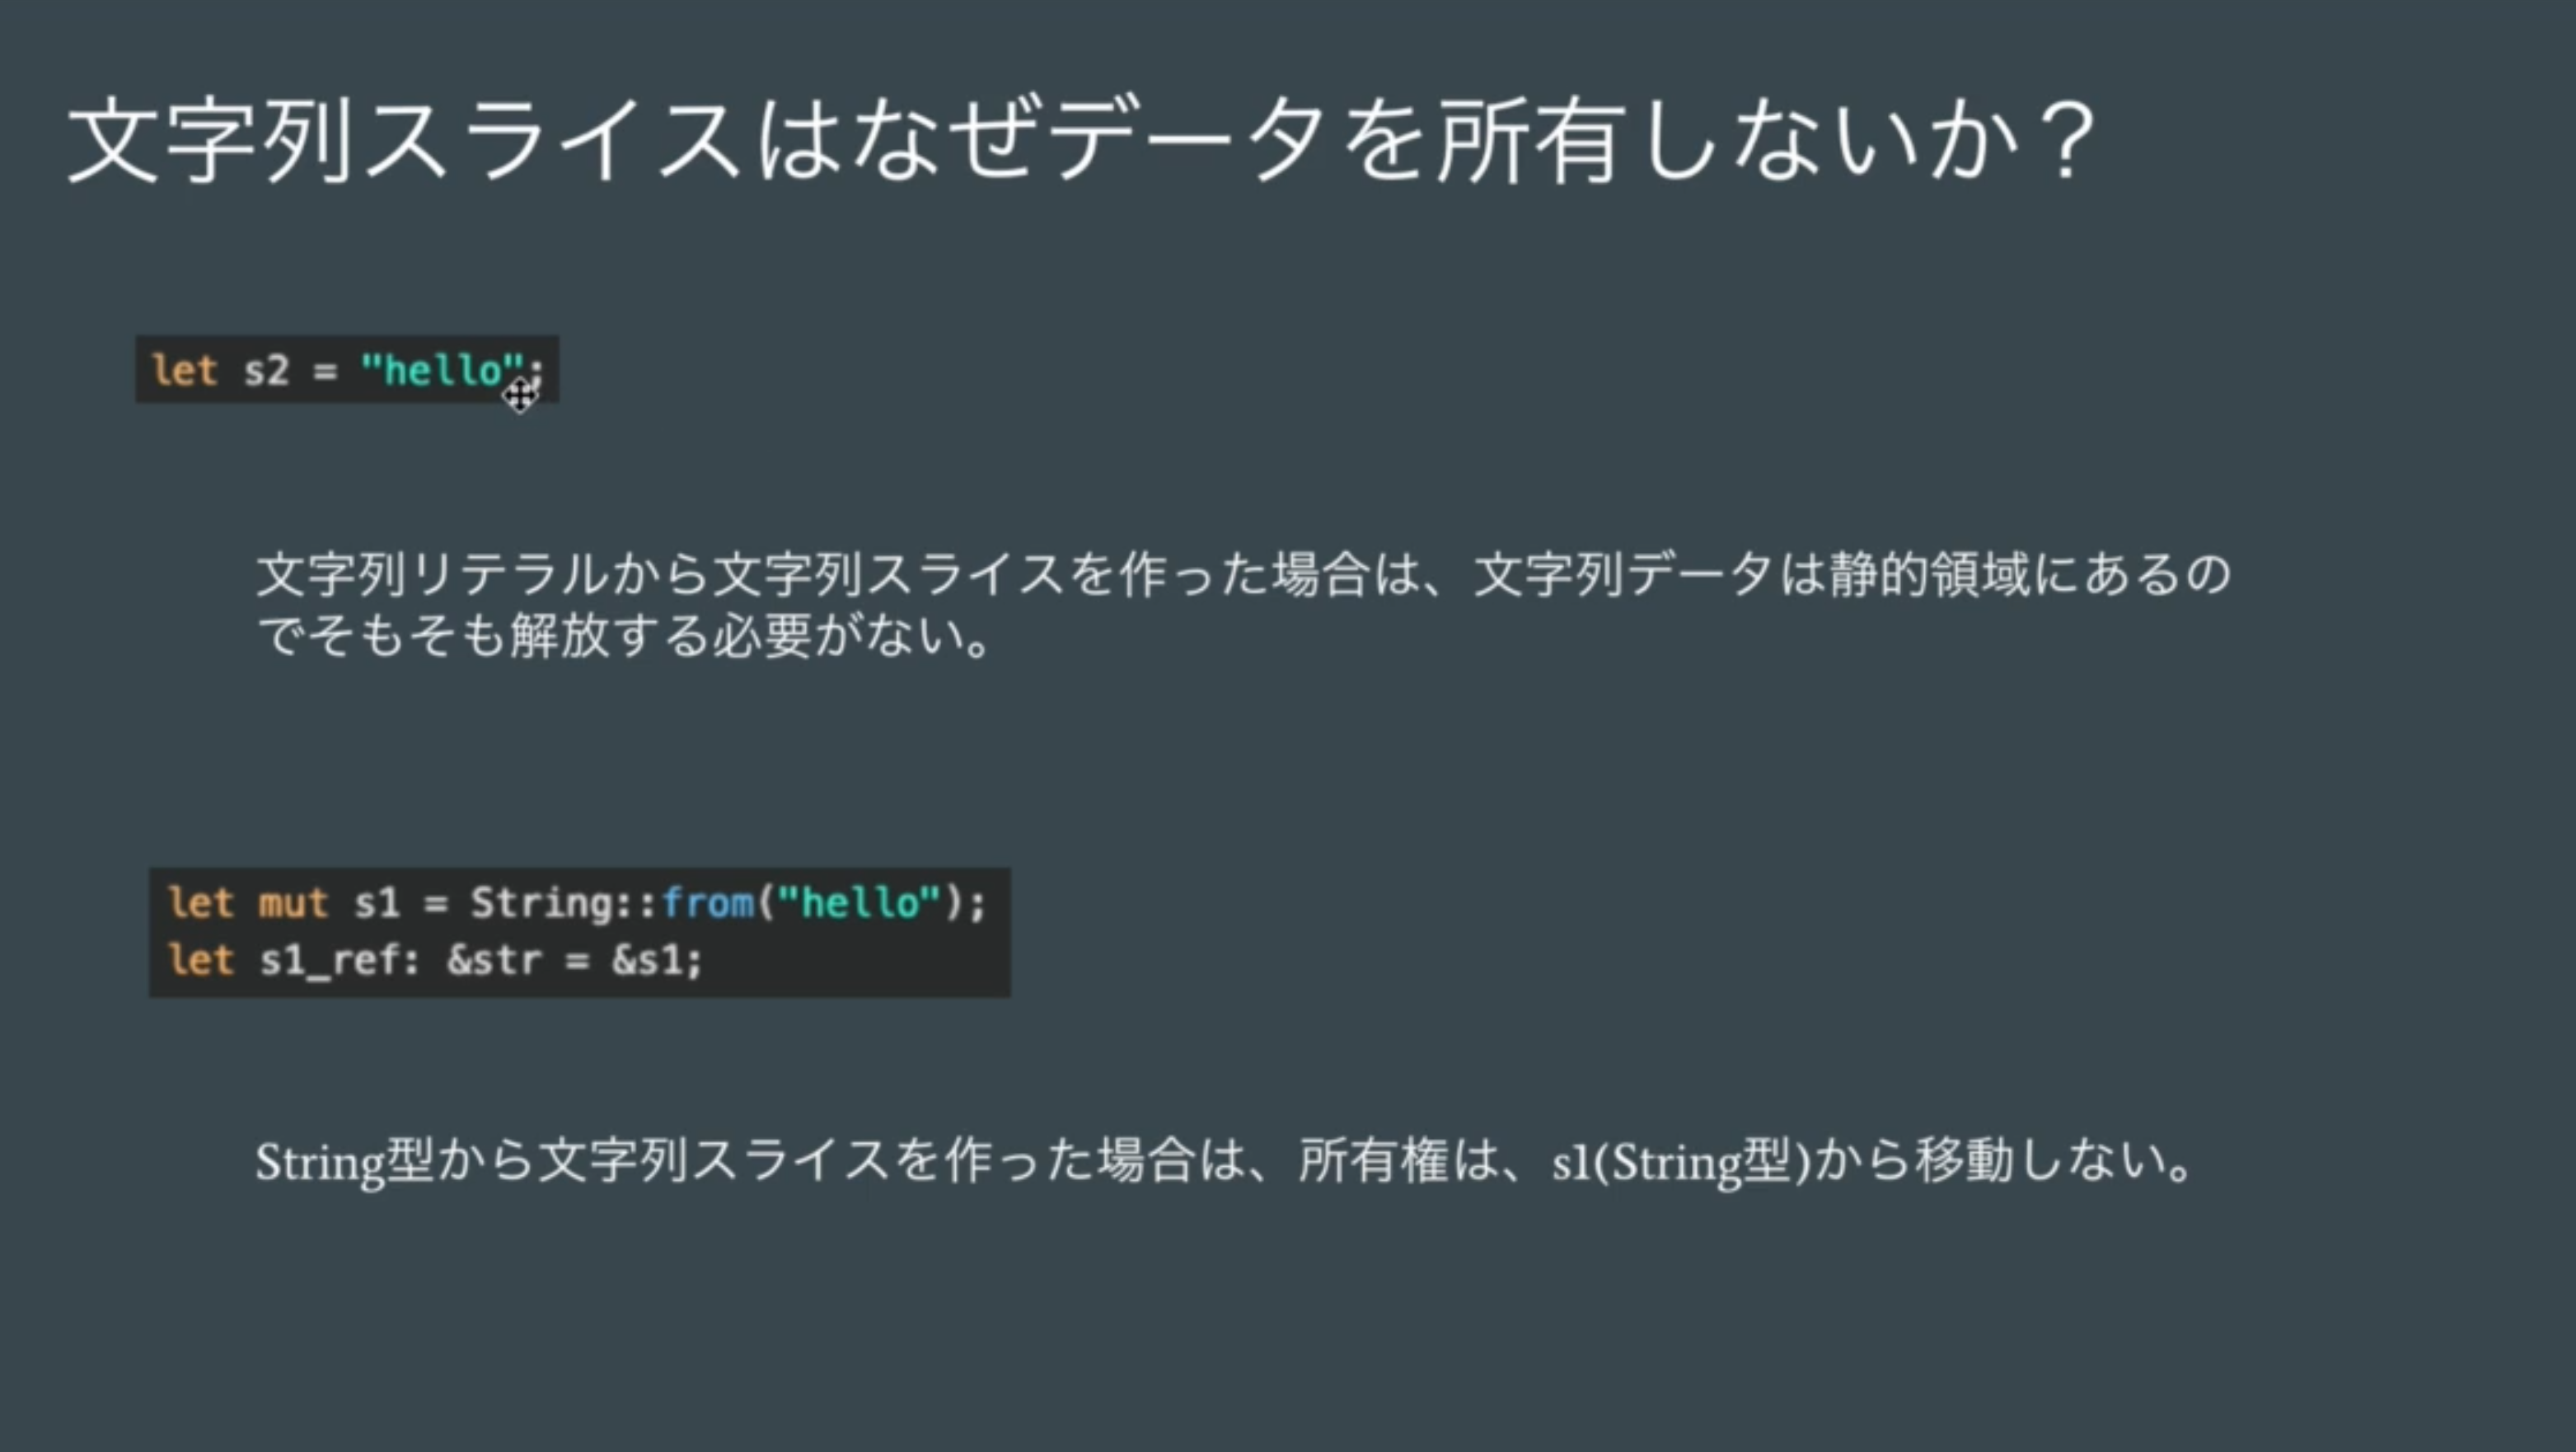 文字列スライスはなぜデータを所有しないか？
let s2 = "hello";
文字列リテラルから文字列スライスを作った場合は、文字列データは静的領域にあるの
でそもそも解放する必要がない。
let mut s1 = String::from("hello");
let s1_ref: &str = &s1;
String型から文字列スライスを作った場合は、所有権は、s1(String型)から移動しない。